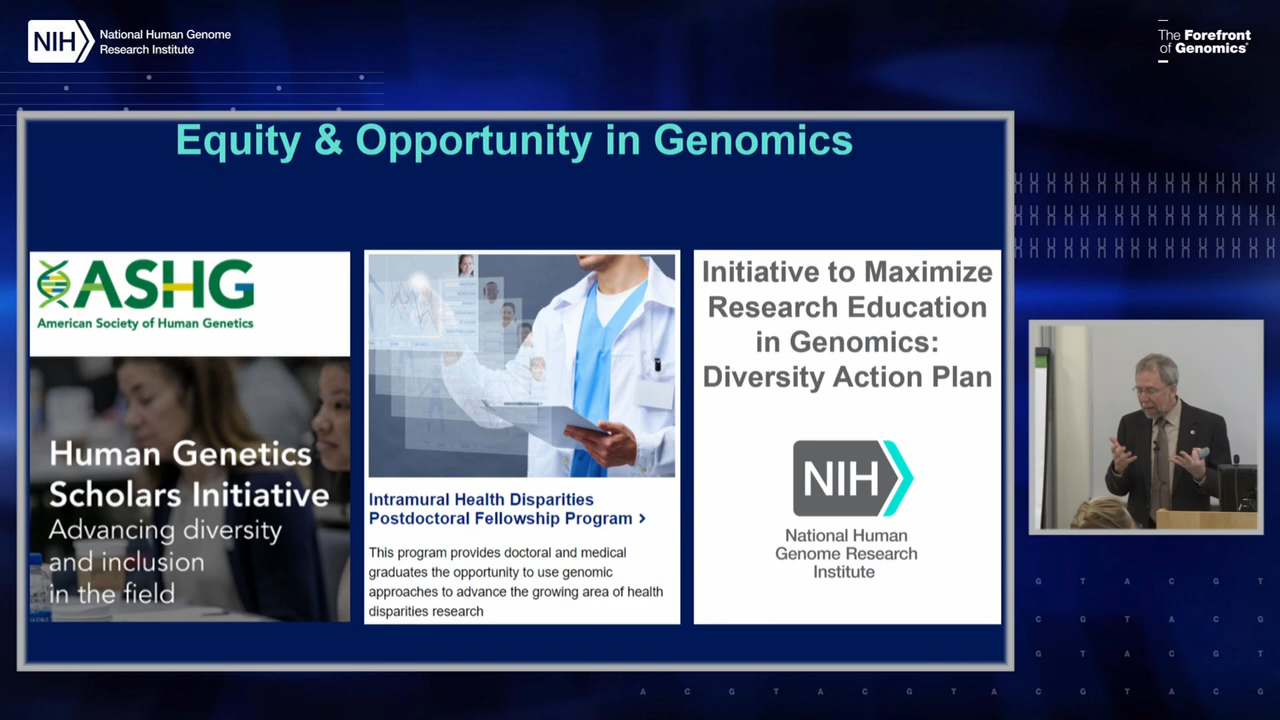 NIH
National Human Genome
Research Institute
The Forefront
of Genomics®
Equity & Opportunity in Genomics
ASHG
American Society of Human Genetics
Human Genetics
Scholars Initiative
Advancing diversity
and inclusion
in the field
Intramural Health Disparities
Postdoctoral Fellowship Program >
This program provides doctoral and medical
graduates the opportunity to use genomic
approaches to advance the growing area of health
disparities research
Initiative to Maximize
Research Education
in Genomics:
Diversity Action Plan
NIH
National Human
Genome Research
Institute
G T A C G T
C G T A C G
G T A C G T
A C G T A C G T A C G T A C G